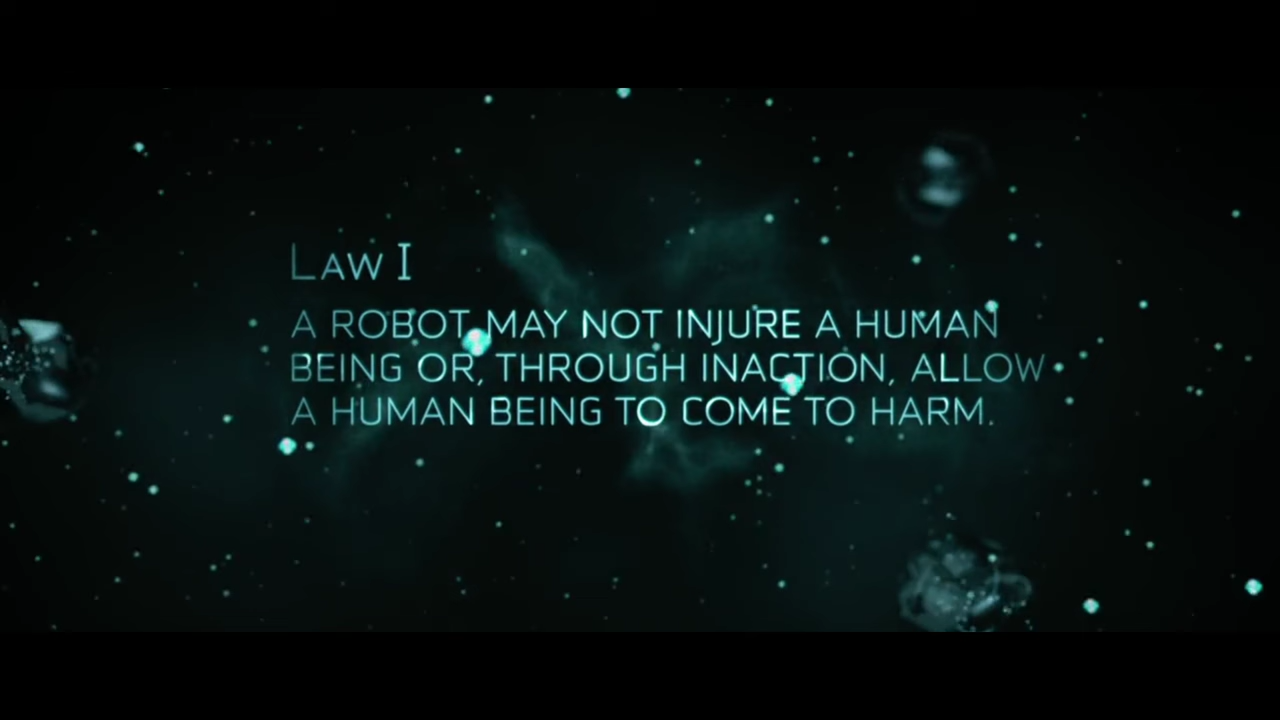 LAW I
A ROBOT MAY NOT INJURE A HUMAN
BEING OR, THROUGH INACTION, ALLOW
A HUMAN BEING TO COME TO HARM.